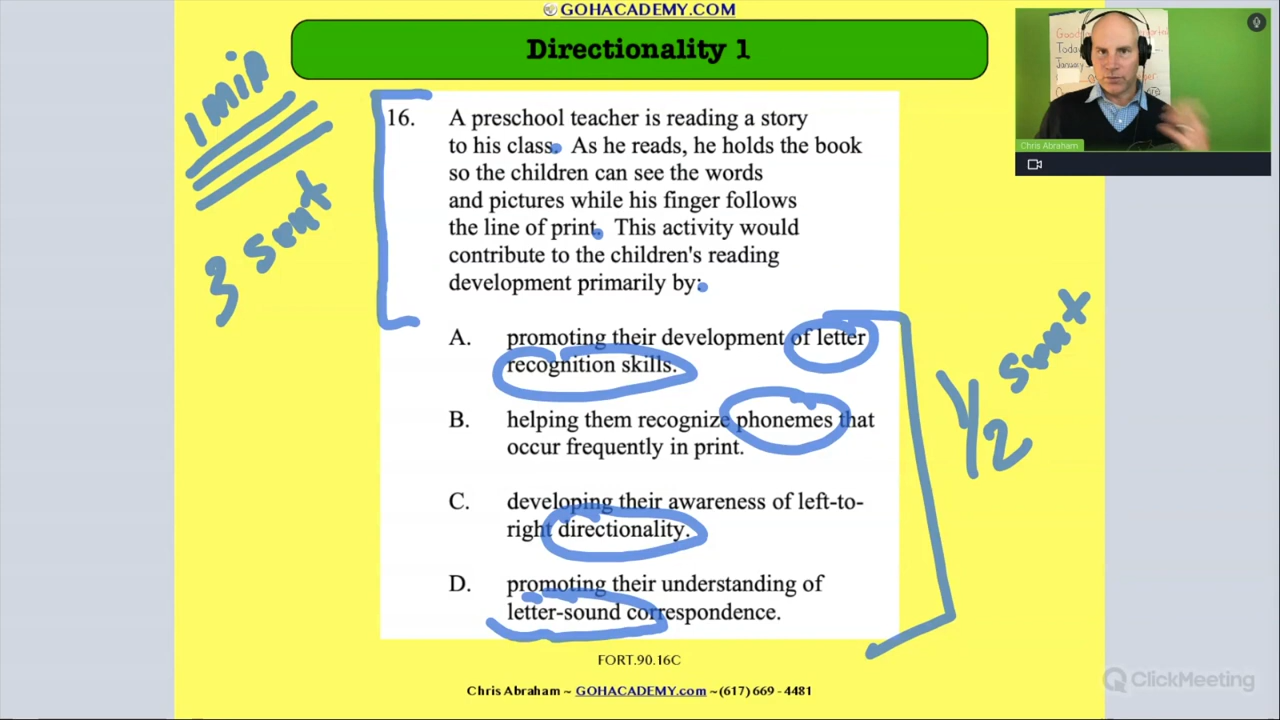 GOHACADEMY.COM
Directionality 1
1 min
3 sent
16. A preschool teacher is reading a story
to his class. As he reads, he holds the book
so the children can see the words
and pictures while his finger follows
the line of print. This activity would
contribute to the children's reading
development primarily by:
A. promoting their development of letter
recognition skills.
B. helping them recognize phonemes that
occur frequently in print.
C. developing their awareness of left-to-
right directionality.
D. promoting their understanding of
letter-sound correspondence.
1/2 sent
FORT.90.16C
Chris Abraham ~ GOHACADEMY.com ~(617) 669 - 4481
Chris Abraham
ClickMeeting